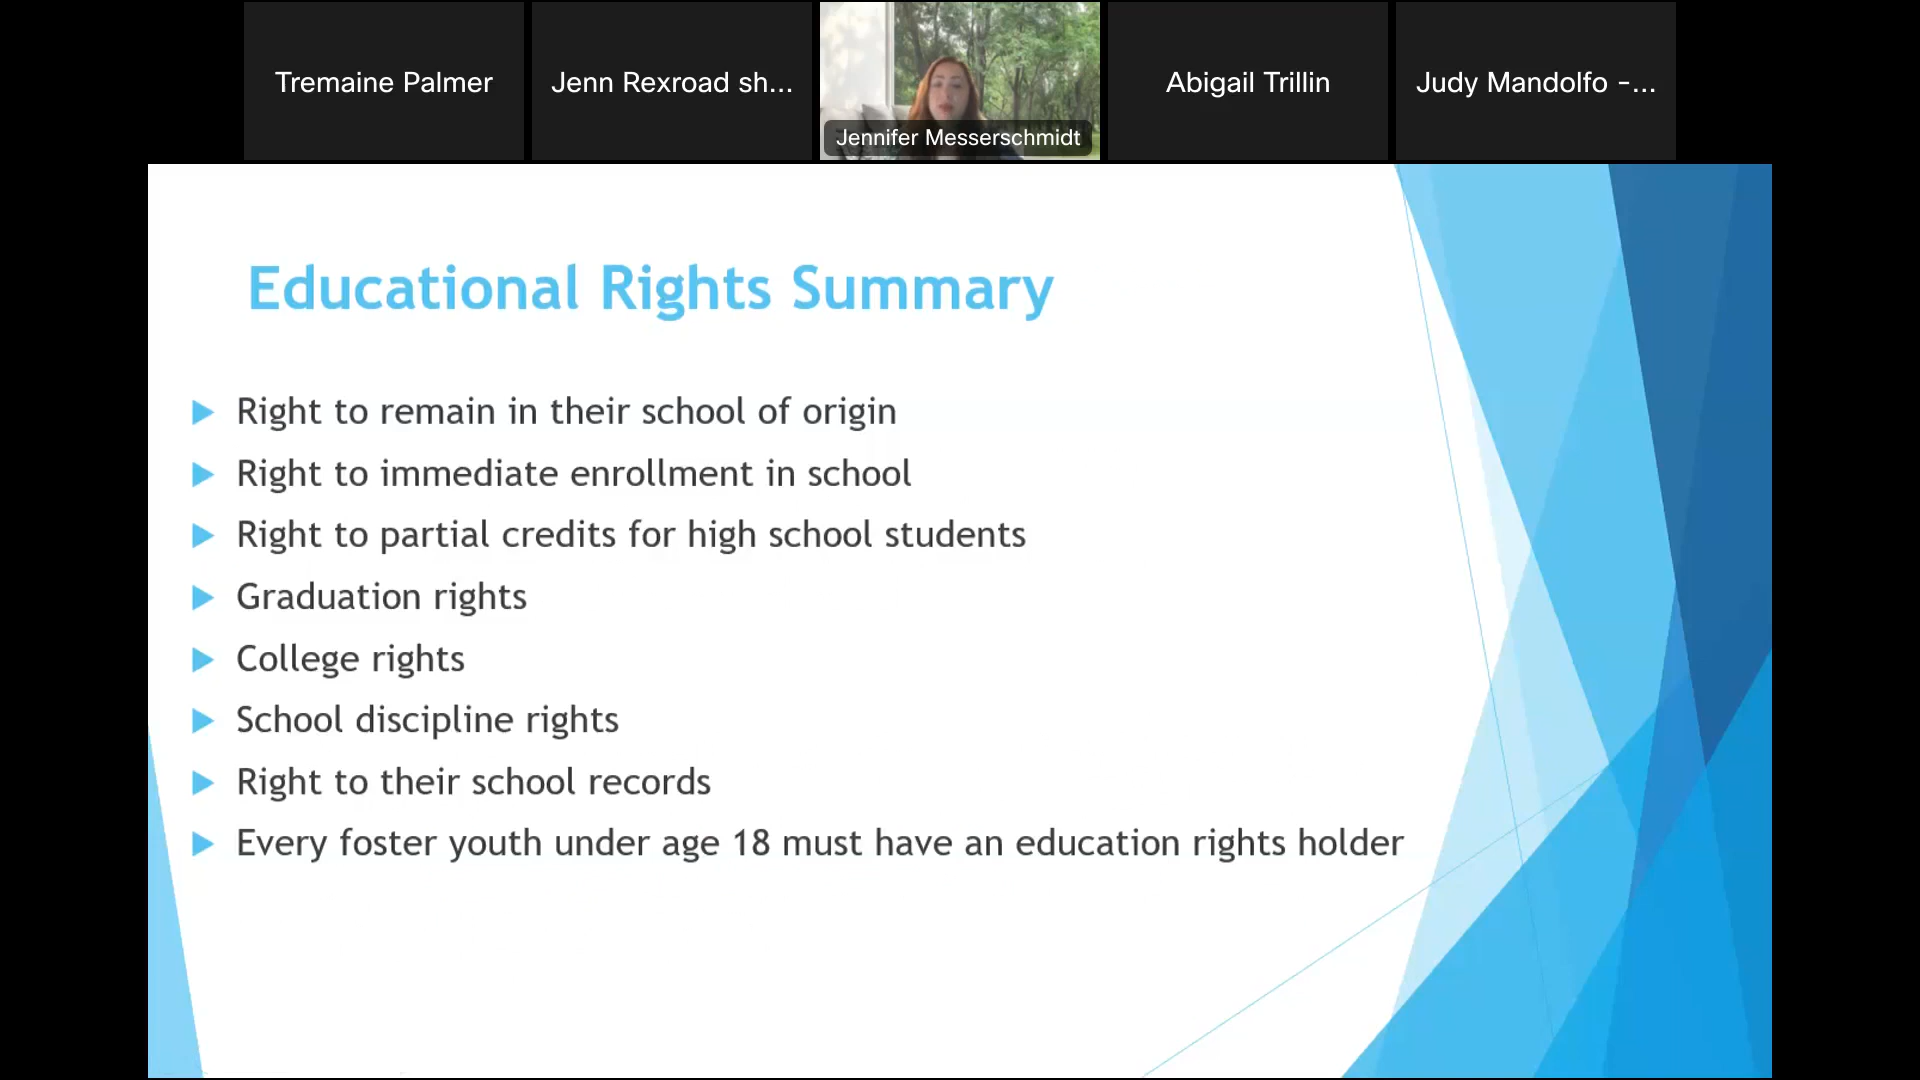 Tremaine Palmer
Jenn Rexroad sh...
Jennifer Messerschmidt
Abigail Trillin
Judy Mandolfo -...
Educational Rights Summary
Right to remain in their school of origin
Right to immediate enrollment in school
Right to partial credits for high school students
Graduation rights
College rights
School discipline rights
Right to their school records
Every foster youth under age 18 must have an education rights holder